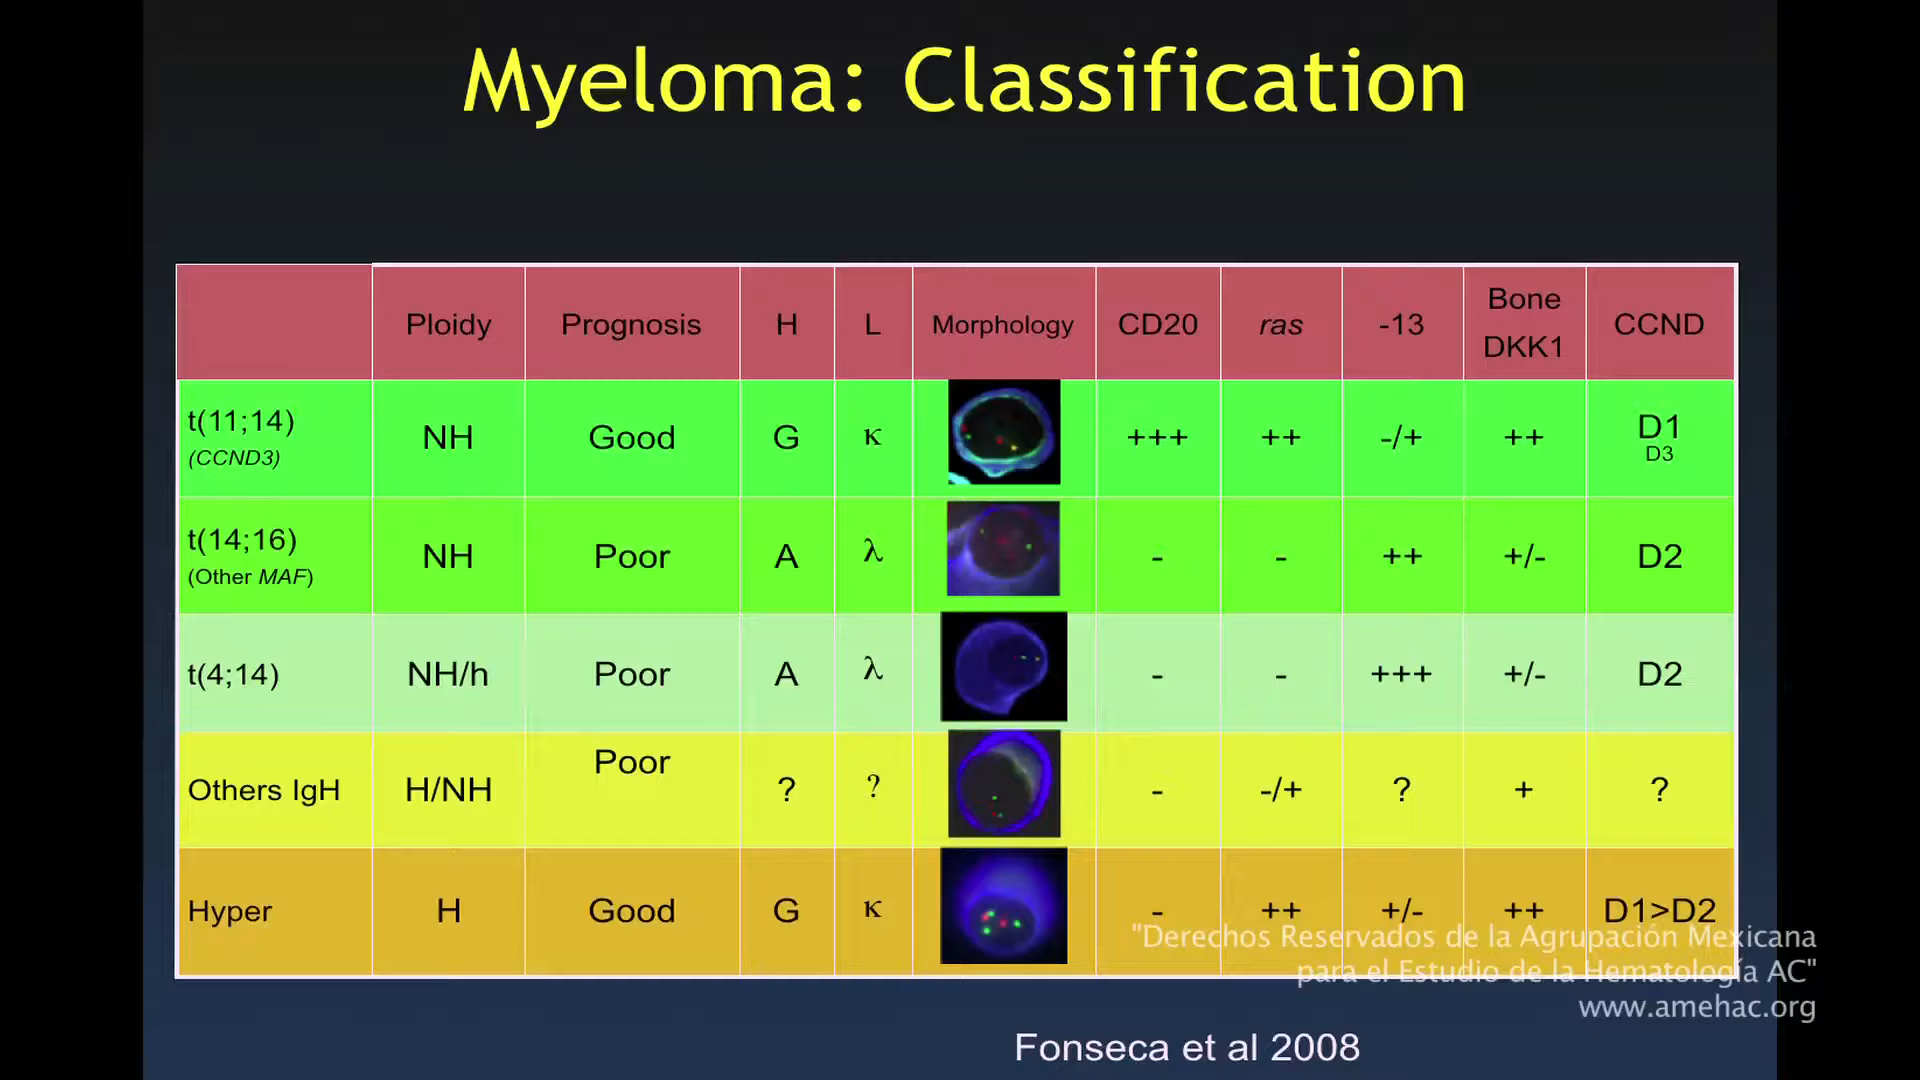 Myeloma: Classification
Ploidy Prognosis H L Morphology CD20 ras -13 Bone DKK1 CCND
t(11;14) (CCND3) NH Good G κ +++ ++ -/+ ++ D1 D3
t(14;16) (Other MAF) NH Poor A λ - - ++ +/- D2
t(4;14) NH/h Poor A λ - - +++ +/- D2
Others IgH H/NH Poor ? ? - -/+ ? + ?
Hyper H Good G κ - ++ +/- ++ D1>D2
"Derechos Reservados de la Agrupación Mexicana
para el Estudio de la Hematología AC"
www.amehac.org
Fonseca et al 2008